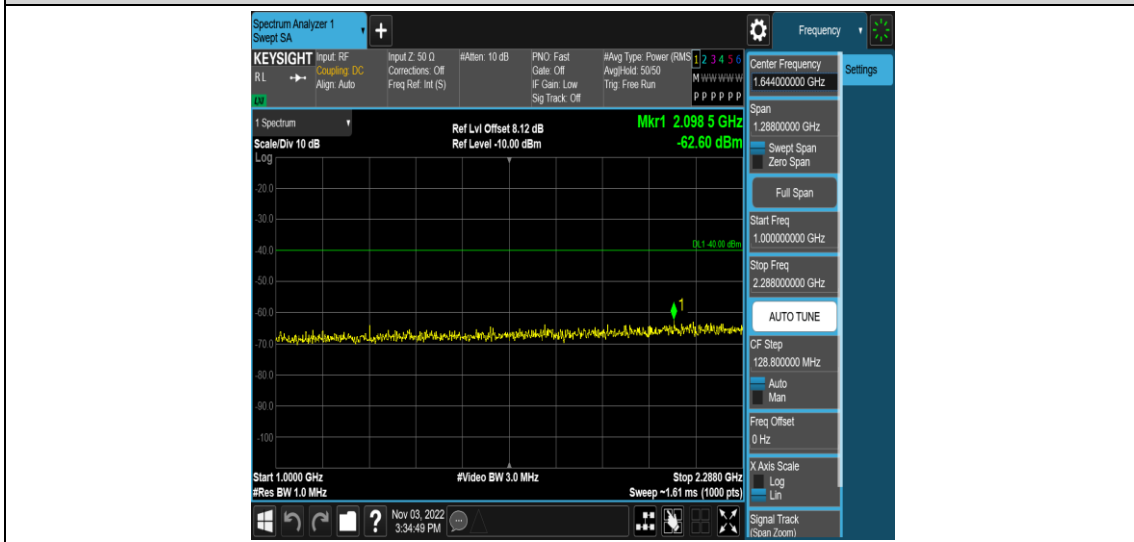 Spectrum Analyzer 1
Swept SA
+
Frequency
KEYSIGHT
RL
Input: RF
Coupling: DC
Align: Auto
Input Z: 50 Ω
Corrections: Off
Freq Ref: Int (S)
#Atten: 10 dB
PNO: Fast
Gate: Off
IF Gain: Low
Sig Track: Off
#Avg Type: Power (RMS
Avg|Hold: 50/50
Trig: Free Run
1 2 3 4 5 6
M W W W W W
P P P P P P
1 Spectrum
Scale/Div 10 dB
Log
Ref Lvl Offset 8.12 dB
Ref Level -10.00 dBm
Mkr1 2.098 5 GHz
-62.60 dBm
-20.0
-30.0
DL1 -40.00 dBm
-40.0
-50.0
1
-60.0
-70.0
-80.0
-90.0
-100
Start 1.0000 GHz
#Res BW 1.0 MHz
#Video BW 3.0 MHz
Stop 2.2880 GHz
Sweep ~1.61 ms (1000 pts)
Center Frequency
1.644000000 GHz
Settings
Span
1.28800000 GHz
Swept Span
Zero Span
Full Span
Start Freq
1.000000000 GHz
Stop Freq
2.288000000 GHz
AUTO TUNE
CF Step
128.800000 MHz
Auto
Man
Freq Offset
0 Hz
X Axis Scale
Log
Lin
Signal Track
(Span Zoom)
?
Nov 03, 2022
3:34:49 PM